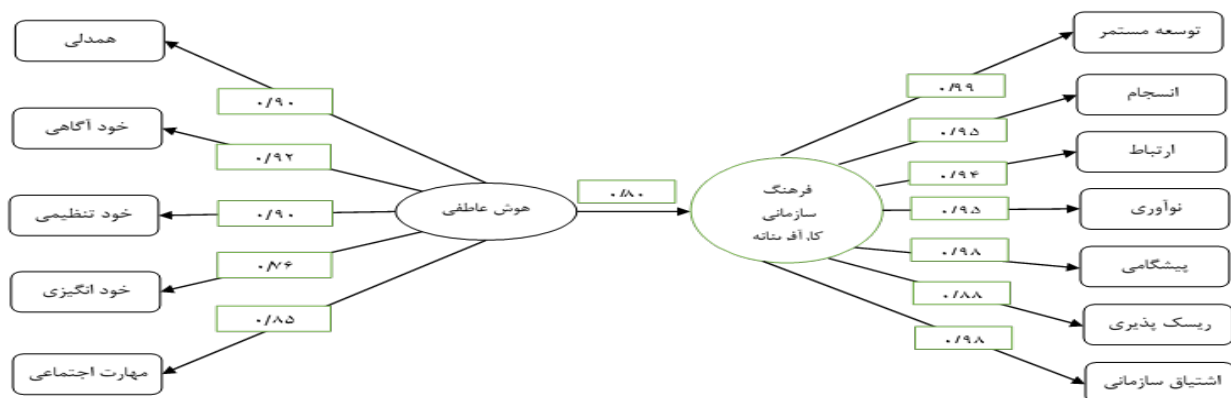 توسعه مستمر
انسجام
ارتباط
نوآوری
پیشگامی
ریسک پذیری
اشتیاق سازمانی
۰/۹۹
۰/۹۵
۰/۹۴
۰/۹۵
۰/۹۸
۰/۸۸
۰/۹۸
فرهنگ
سازمانی
کارآفرینانه
۰/۸۰
هوش عاطفی
۰/۹۰
۰/۹۲
۰/۹۰
۰/۷۶
۰/۸۵
همدلی
خود آگاهی
خود تنظیمی
خود انگیزی
مهارت اجتماعی